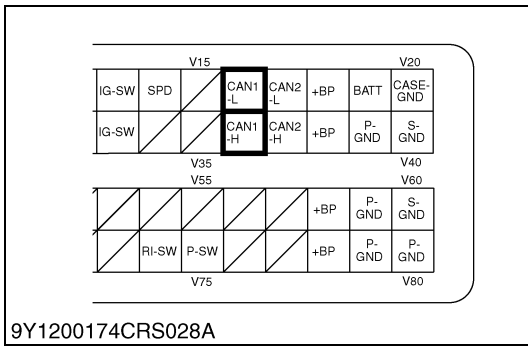 V15 V20
IG-SW SPD CAN1-L CAN2-L +BP BATT CASE-GND
IG-SW CAN1-H CAN2-H +BP P-GND S-GND
V35 V40
V55 V60
+BP P-GND S-GND
RI-SW P-SW +BP P-GND P-GND
V75 V80
9Y1200174CRS028A